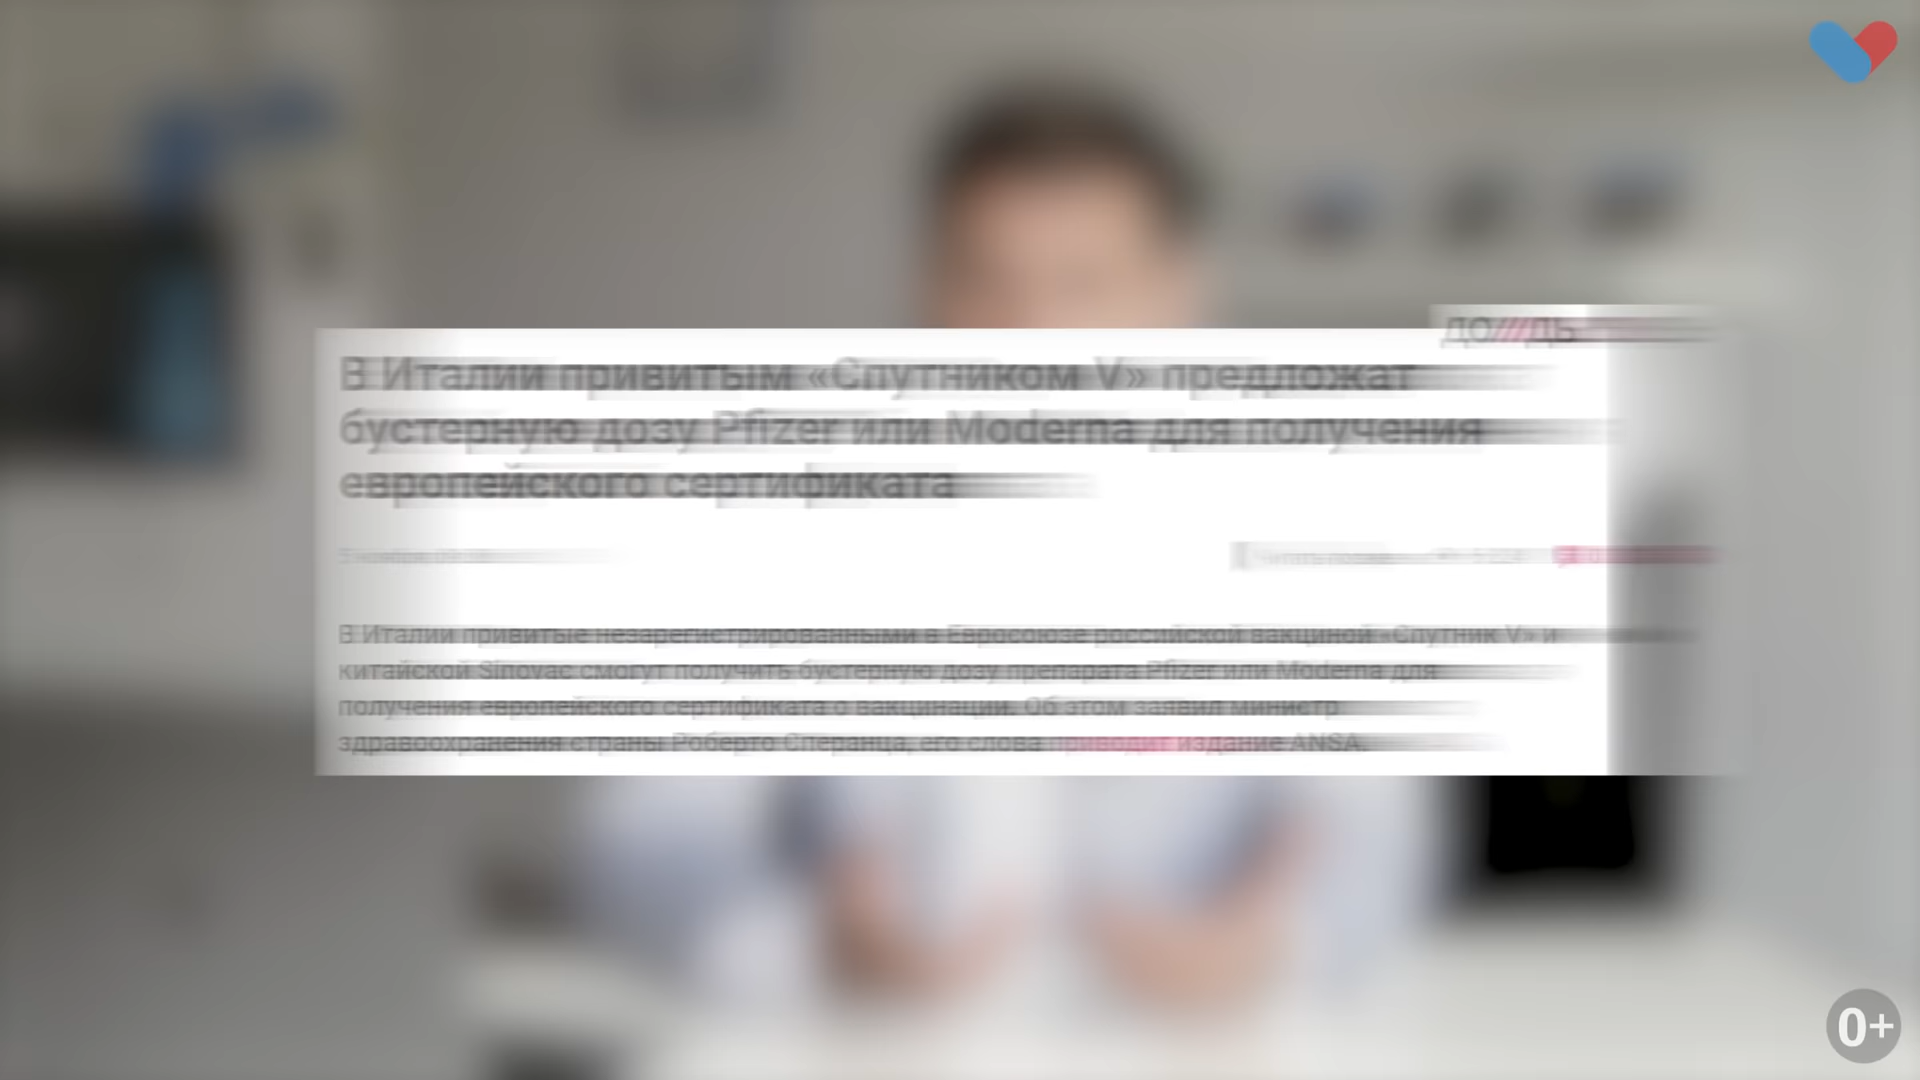 ДО///ДЬ
В Италии привитым «Спутником V» предложат
бустерную дозу Pfizer или Moderna для получения
европейского сертификата
В Италии привитые незарегистрированными в Евросоюзе российской вакциной «Спутник V» и
китайской Sinovac смогут получить бустерную дозу препарата Pfizer или Moderna для
получения европейского сертификата о вакцинации. Об этом заявил министр
здравоохранения страны Роберто Сперанца, его слова приводит издание ANSA.
0+